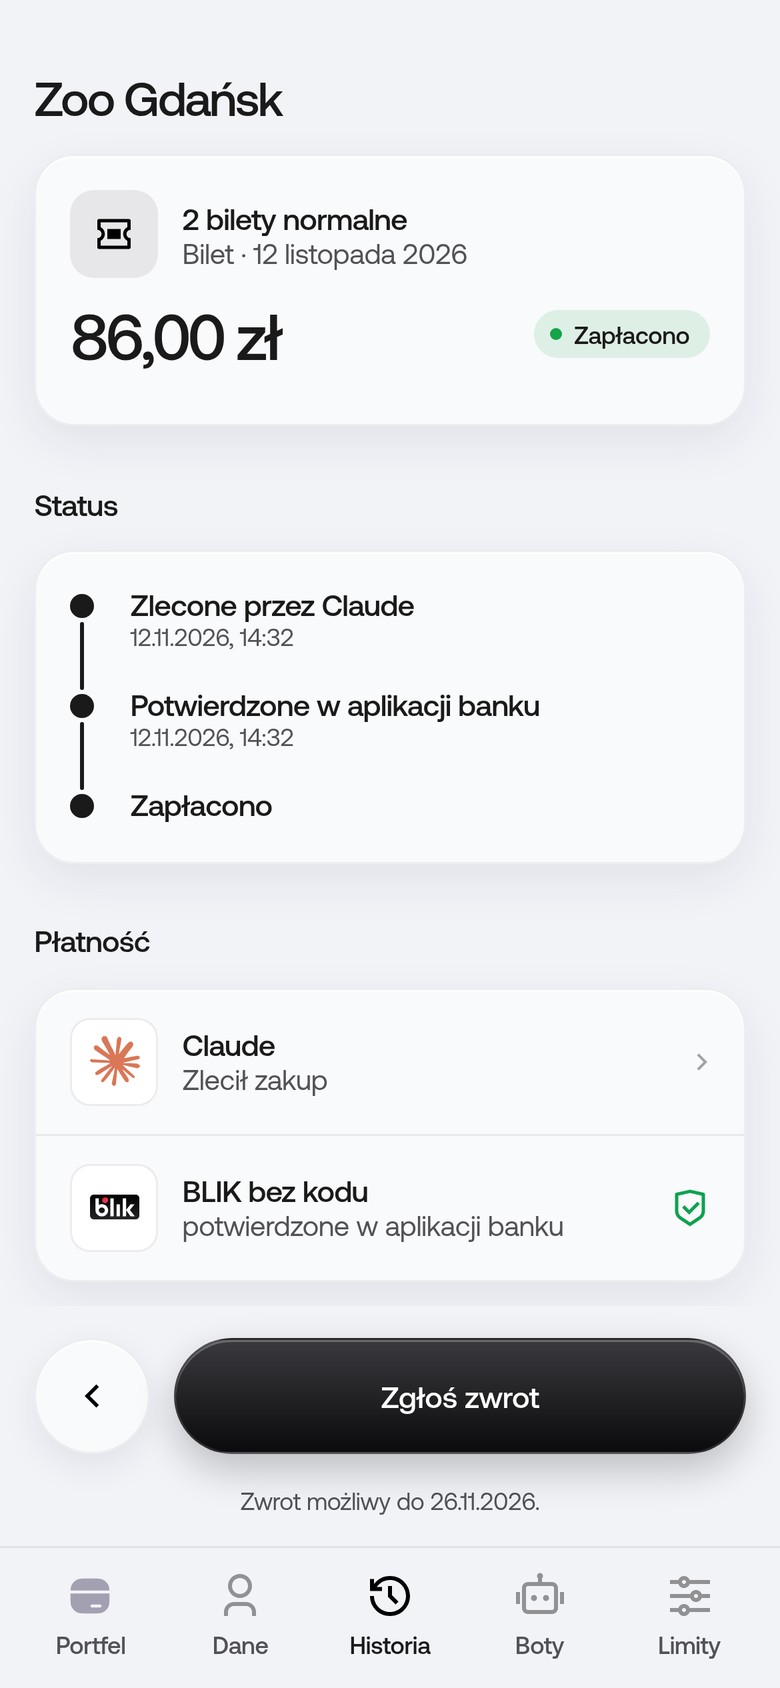 Zoo Gdańsk
2 bilety normalne
Bilet · 12 listopada 2026
86,00 zł
Zapłacono
Status
Zlecone przez Claude
12.11.2026, 14:32
Potwierdzone w aplikacji banku
12.11.2026, 14:32
Zapłacono
Płatność
Claude
Zlecił zakup
blik
BLIK bez kodu
potwierdzone w aplikacji banku
Zgłoś zwrot
Zwrot możliwy do 26.11.2026.
Portfel
Dane
Historia
Boty
Limity